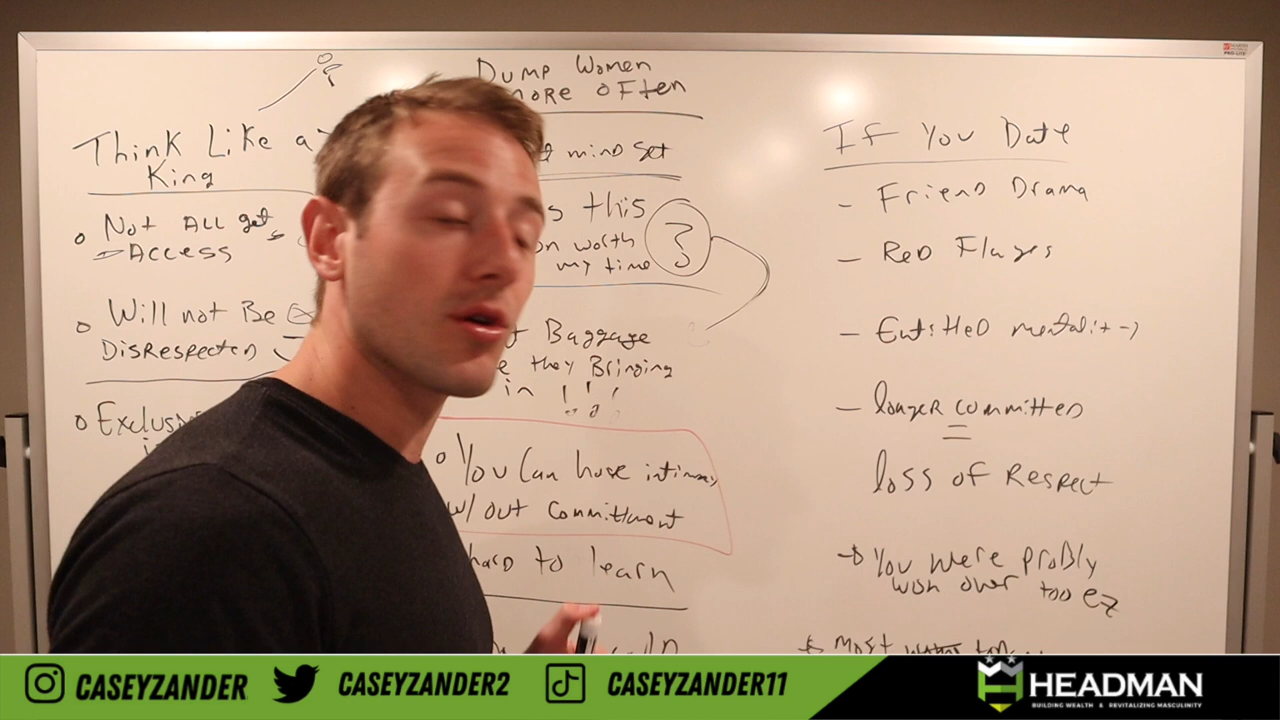 Think Like a
King
Not ALL get
Access
Will not Be
DisRespected
Dump Women
more often
mind set
this
worth
my time
3
Baggage
they Bringing
in !!!
You Can have intimacy
w/out Committment
hard to learn
If You Date
- Friend Drama
- Red Flages
- Entitled mentality
- longer committed
=
loss of Respect
You were probly
won over too ez
most
CASEYZANDER
CASEYZANDER2
CASEYZANDER11
HEADMAN
BUILDING WEALTH & REVITALIZING MASCULINITY